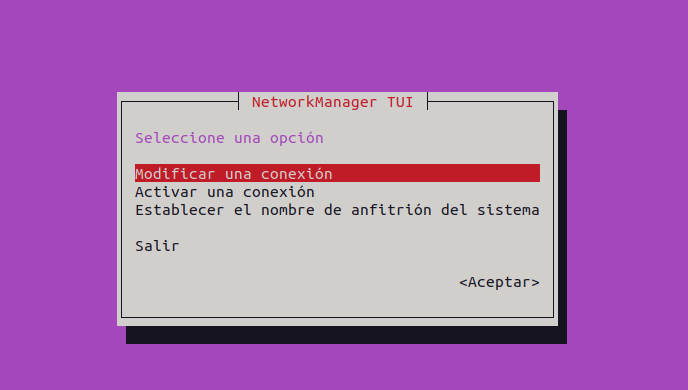 NetworkManager TUI
Seleccione una opción
Modificar una conexión
Activar una conexión
Establecer el nombre de anfitrión del sistema
Salir
<Aceptar>